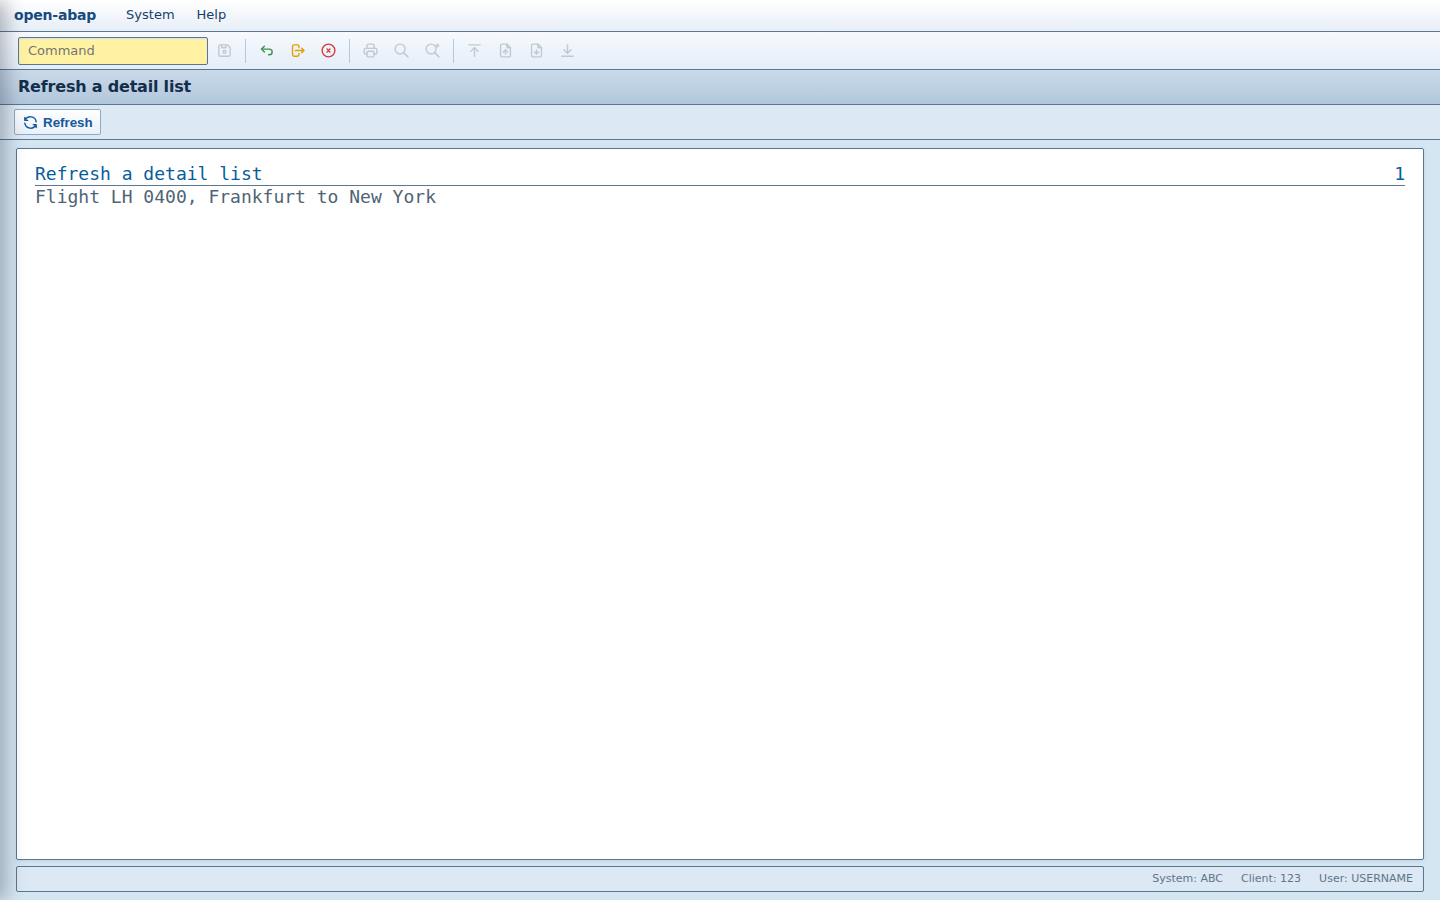 open-abap System Help
Command
Refresh a detail list
Refresh
Refresh a detail list 1
Flight LH 0400, Frankfurt to New York
System: ABC Client: 123 User: USERNAME